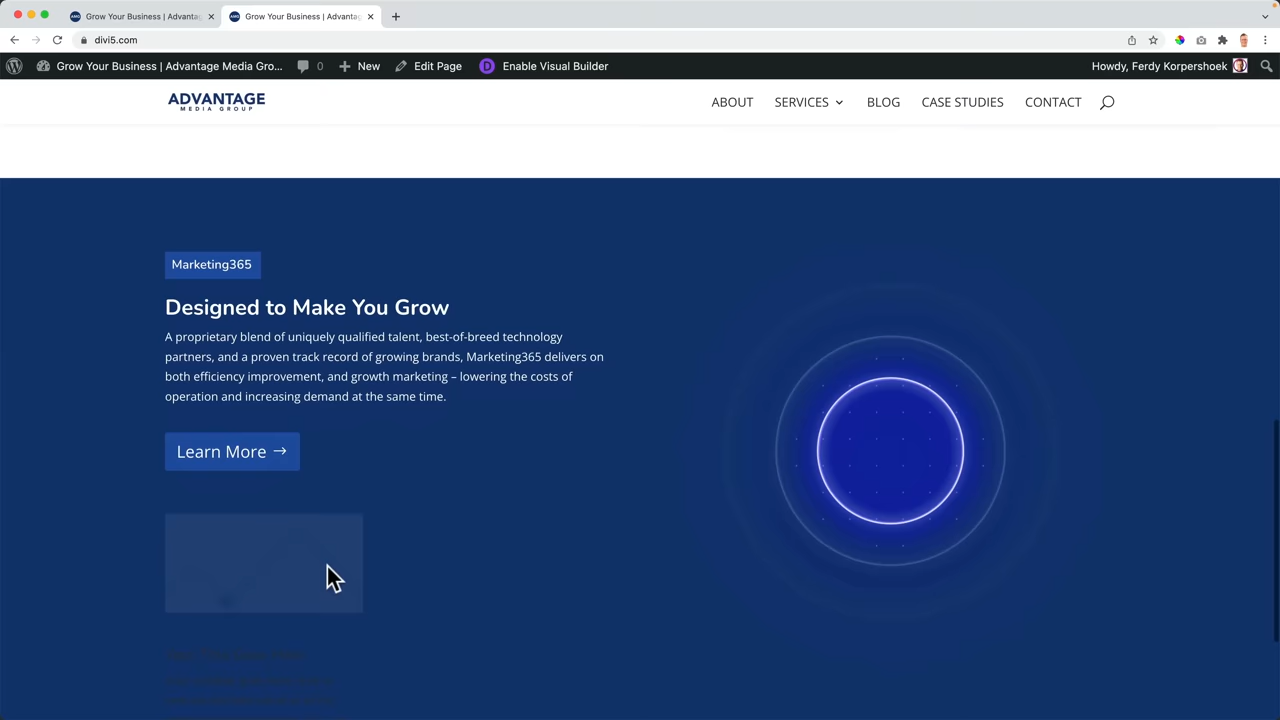 Grow Your Business | Advantag
Grow Your Business | Advantag
divi5.com
Grow Your Business | Advantage Media Gro...
0
New
Edit Page
D
Enable Visual Builder
Howdy, Ferdy Korpershoek
ADVANTAGE
MEDIA GROUP
ABOUT
SERVICES
BLOG
CASE STUDIES
CONTACT
Marketing365
Designed to Make You Grow
A proprietary blend of uniquely qualified talent, best-of-breed technology
partners, and a proven track record of growing brands, Marketing365 delivers on
both efficiency improvement, and growth marketing – lowering the costs of
operation and increasing demand at the same time.
Learn More →